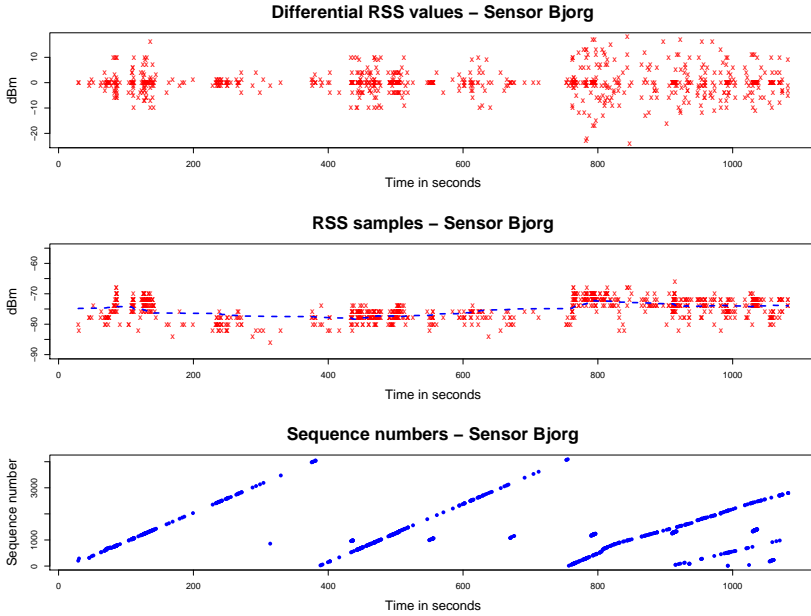 Differential RSS values – Sensor Bjorg
dBm
10
0
-10
-20
0 200 400 600 800 1000
Time in seconds
RSS samples – Sensor Bjorg
dBm
-60
-70
-80
-90
0 200 400 600 800 1000
Time in seconds
Sequence numbers – Sensor Bjorg
Sequence number
3000
1000
0
0 200 400 600 800 1000
Time in seconds